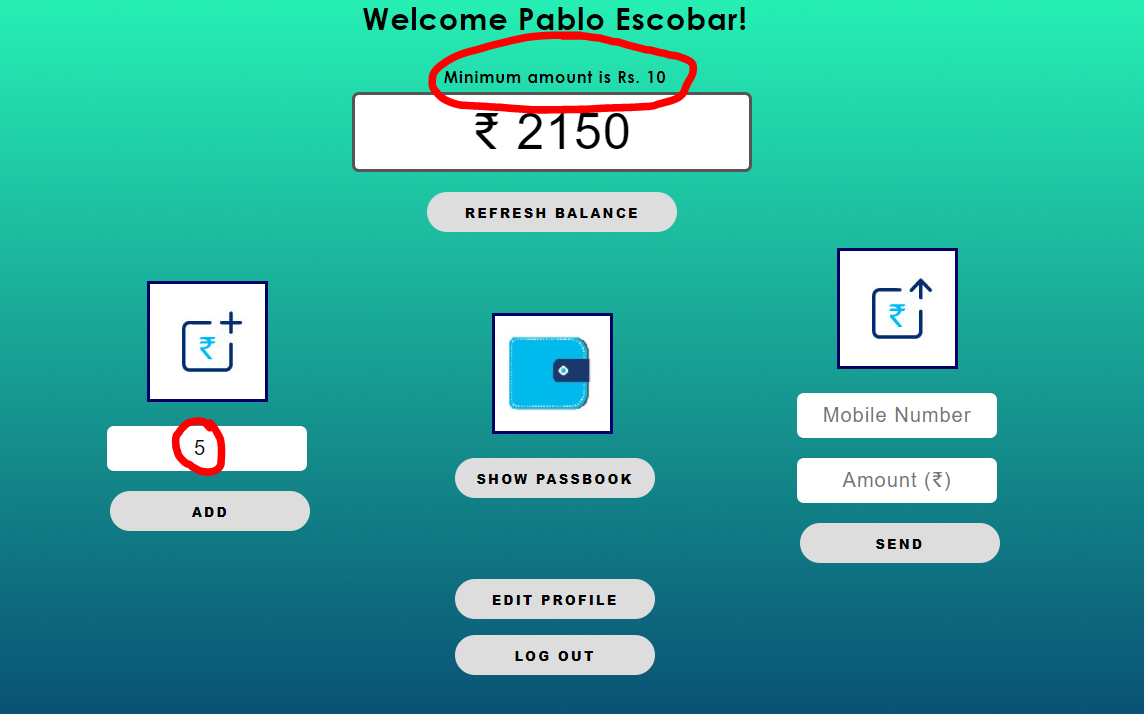 Welcome Pablo Escobar!
Minimum amount is Rs. 10
₹ 2150
REFRESH BALANCE
₹
5
ADD
SHOW PASSBOOK
₹
Mobile Number
Amount (₹)
SEND
EDIT PROFILE
LOG OUT